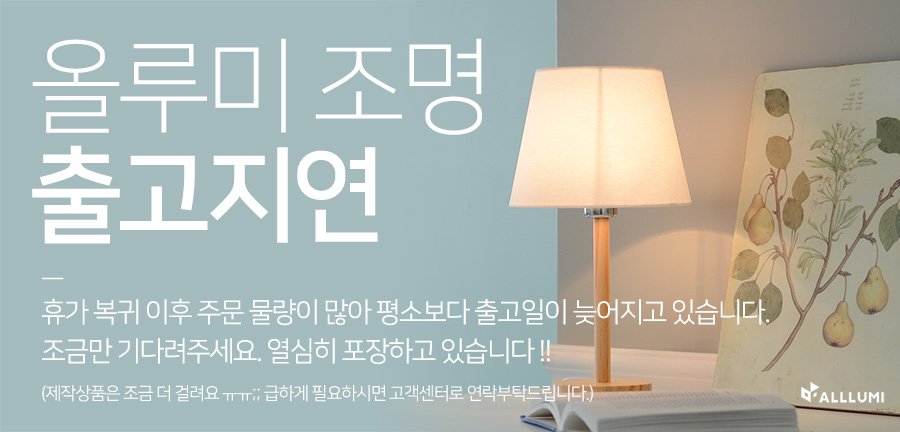 올루미 조명
출고지연
휴가 복귀 이후 주문 물량이 많아 평소보다 출고일이 늦어지고 있습니다.
조금만 기다려주세요. 열심히 포장하고 있습니다 !!
(제작상품은 조금 더 걸려요 ㅠㅠ;; 급하게 필요하시면 고객센터로 연락부탁드립니다.)
ALLLUMI